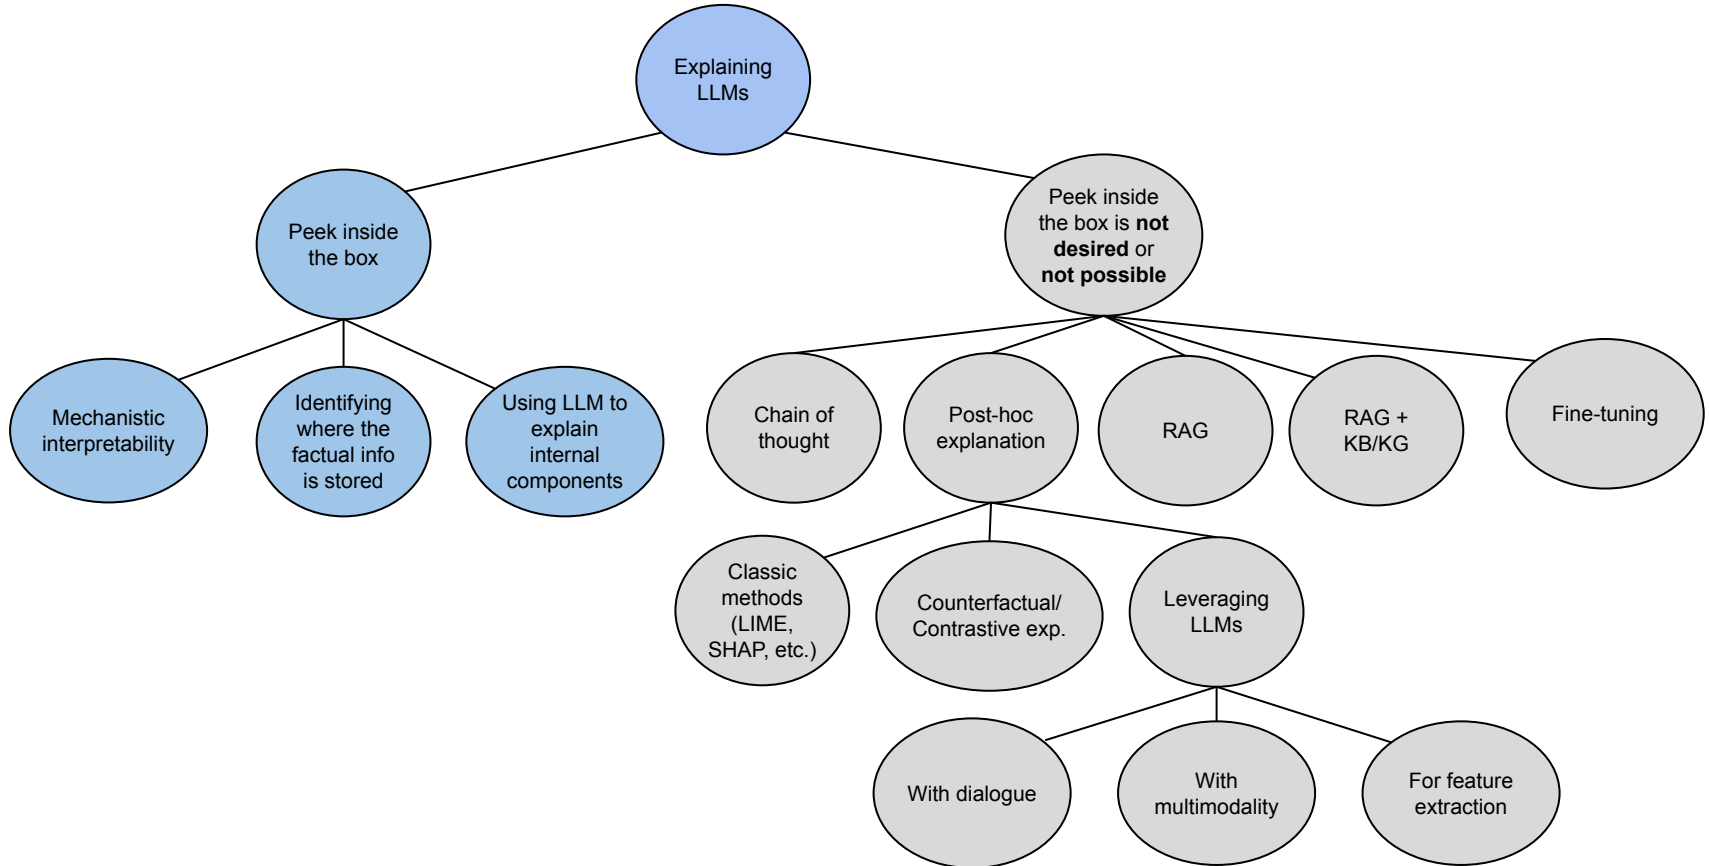 Explaining
LLMs
Peek inside
the box
Peek inside
the box is not
desired or
not possible
Mechanistic
interpretability
Identifying
where the
factual info
is stored
Using LLM to
explain
internal
components
Chain of
thought
Post-hoc
explanation
RAG
RAG +
KB/KG
Fine-tuning
Classic
methods
(LIME,
SHAP, etc.)
Counterfactual/
Contrastive exp.
Leveraging
LLMs
With dialogue
With
multimodality
For feature
extraction